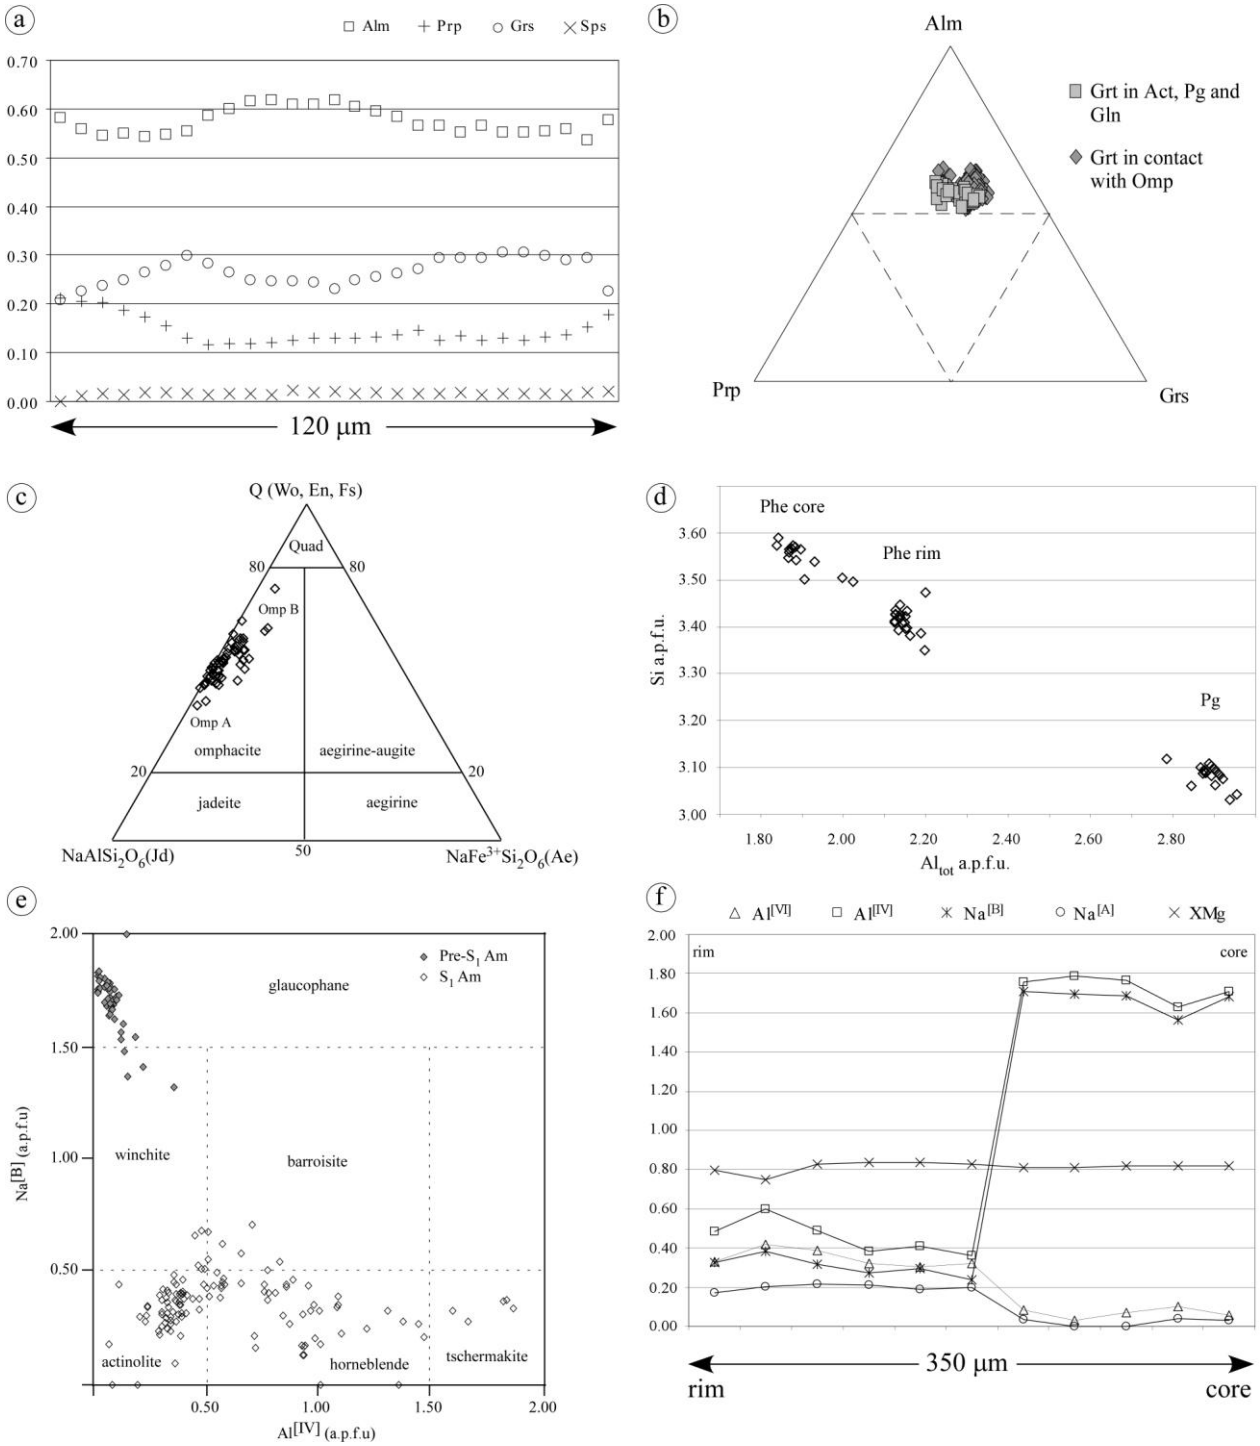 a
□ Alm + Prp ○ Grs × Sps
0.70
0.60
0.50
0.40
0.30
0.20
0.10
0.00
120 µm
b
Alm
Grt in Act, Pg and
Gln
Grt in contact
with Omp
Prp
Grs
c
Q (Wo, En, Fs)
Quad
80
80
Omp B
Omp A
omphacite
aegirine-augite
20
20
jadeite
aegirine
50
NaAlSi₂O₆(Jd)
NaFe³⁺Si₂O₆(Ae)
d
Phe core
Phe rim
Pg
Si a.p.f.u.
3.60
3.50
3.40
3.30
3.20
3.10
3.00
1.80 2.00 2.20 2.40 2.60 2.80
Al_tot a.p.f.u.
e
2.00
Pre-S₁ Am
S₁ Am
glaucophane
1.50
Na[B] (a.p.f.u)
winchite
barroisite
1.00
0.50
actinolite
horneblende
tschermakite
0.50 1.00 1.50 2.00
Al[IV] (a.p.f.u)
f
△ Al[VI] □ Al[IV] Na[B] ○ Na[A] × XMg
2.00
rim
core
1.80
1.60
1.40
1.20
1.00
0.80
0.60
0.40
0.20
0.00
350 µm
rim
core